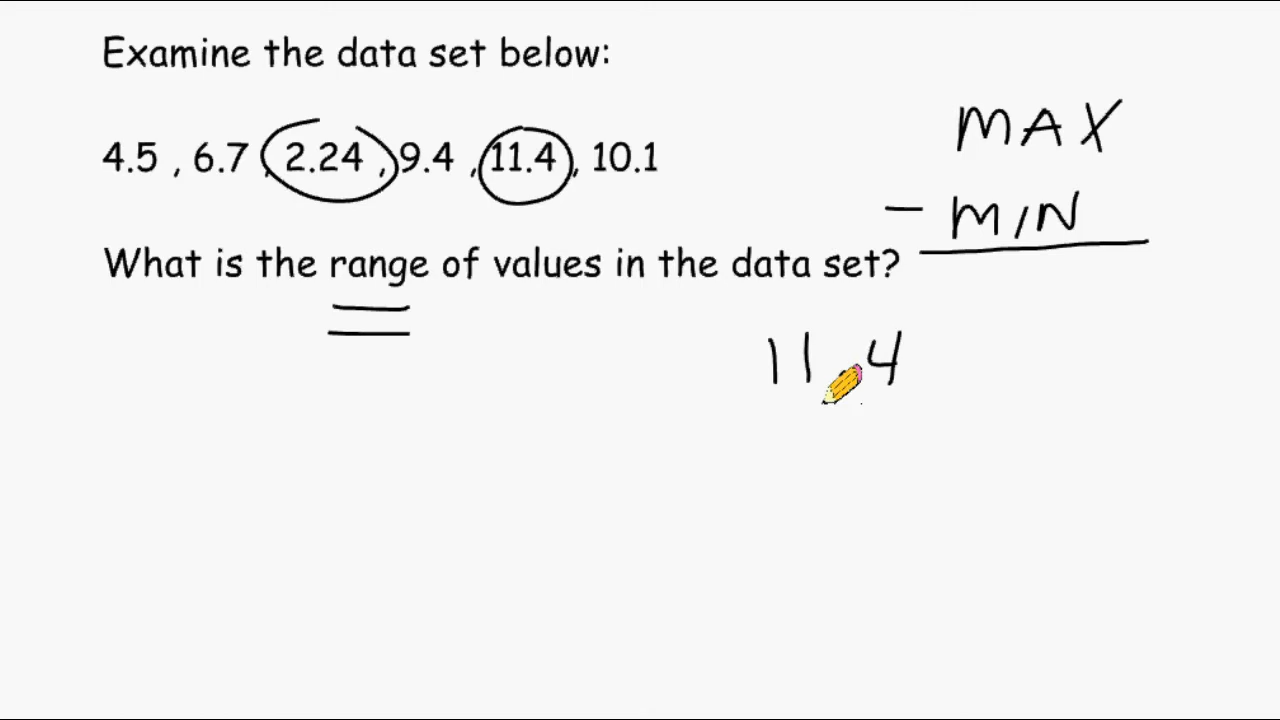 Examine the data set below:
4.5 , 6.7 , 2.24 , 9.4 , 11.4 , 10.1
MAX
- MIN
What is the range of values in the data set?
11.4